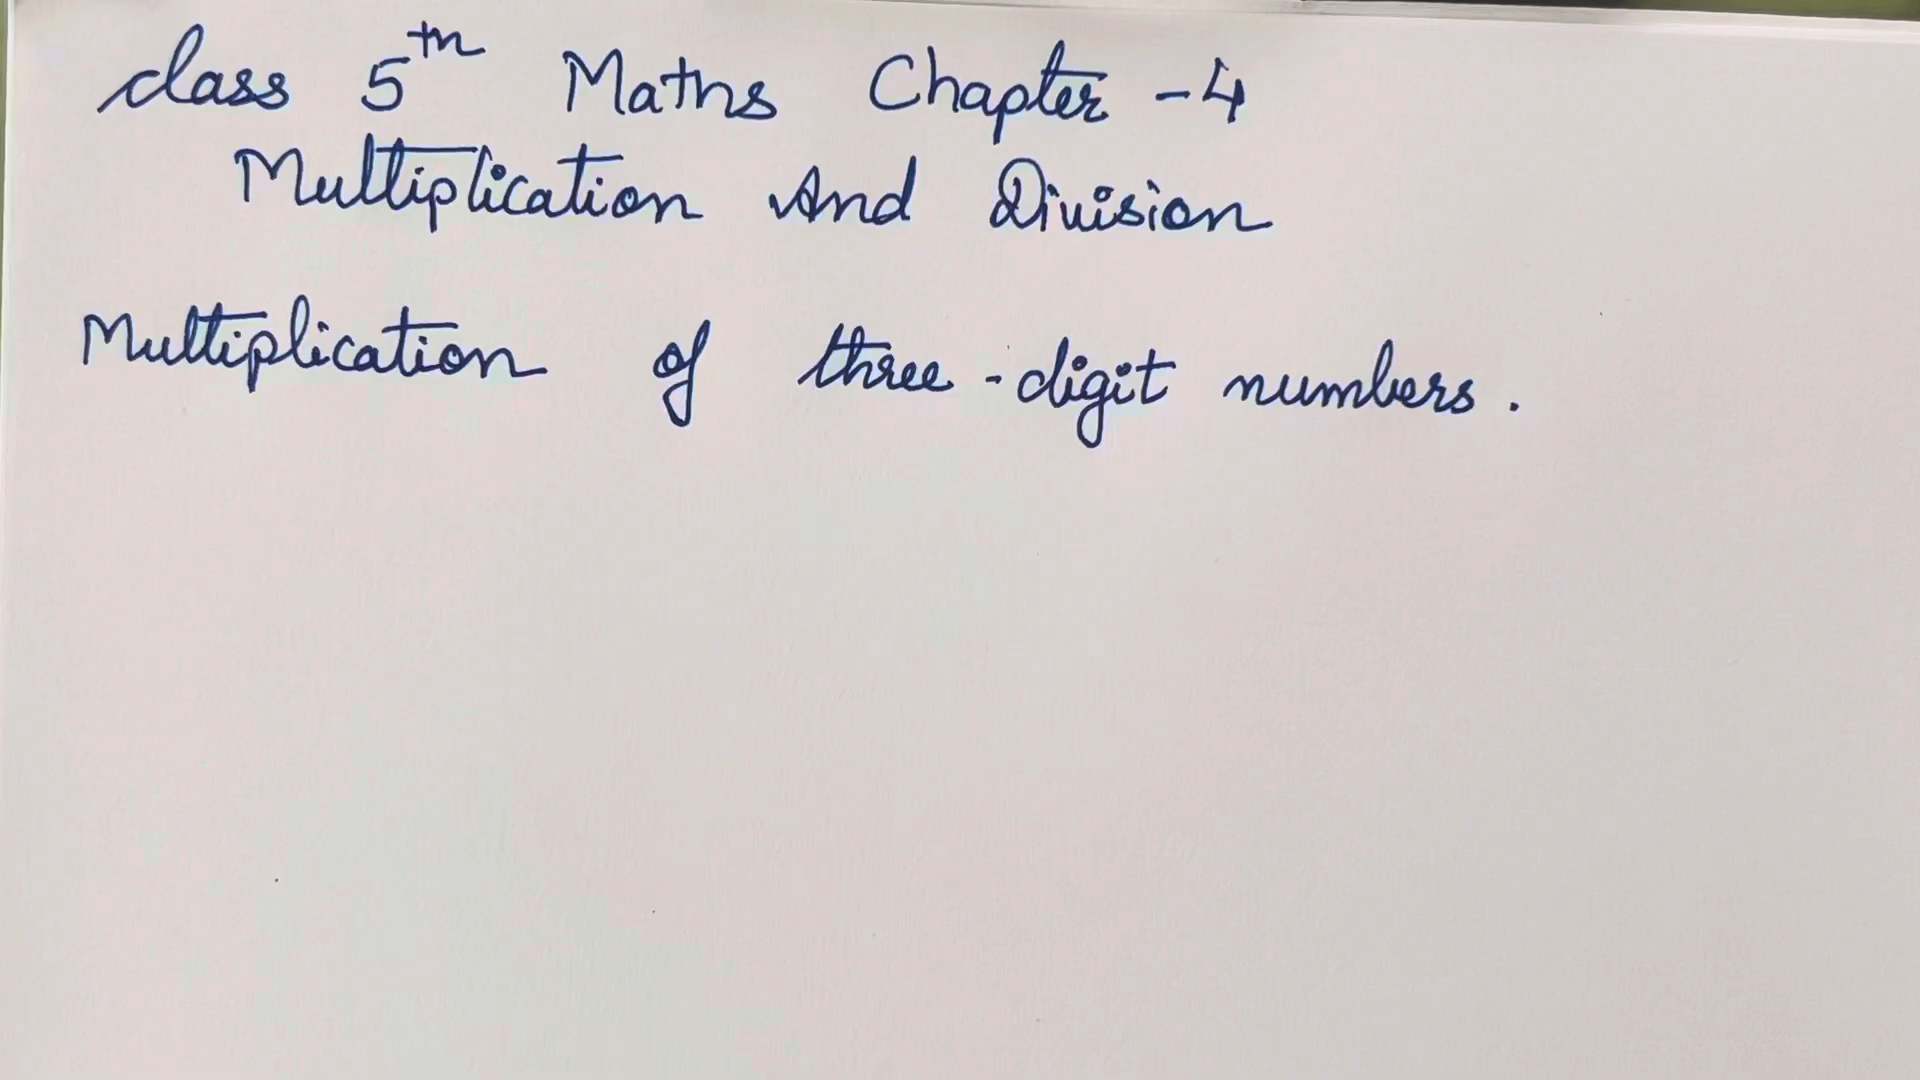 class 5th Maths Chapter - 4
Multiplication And Division
Multiplication of three-digit numbers.